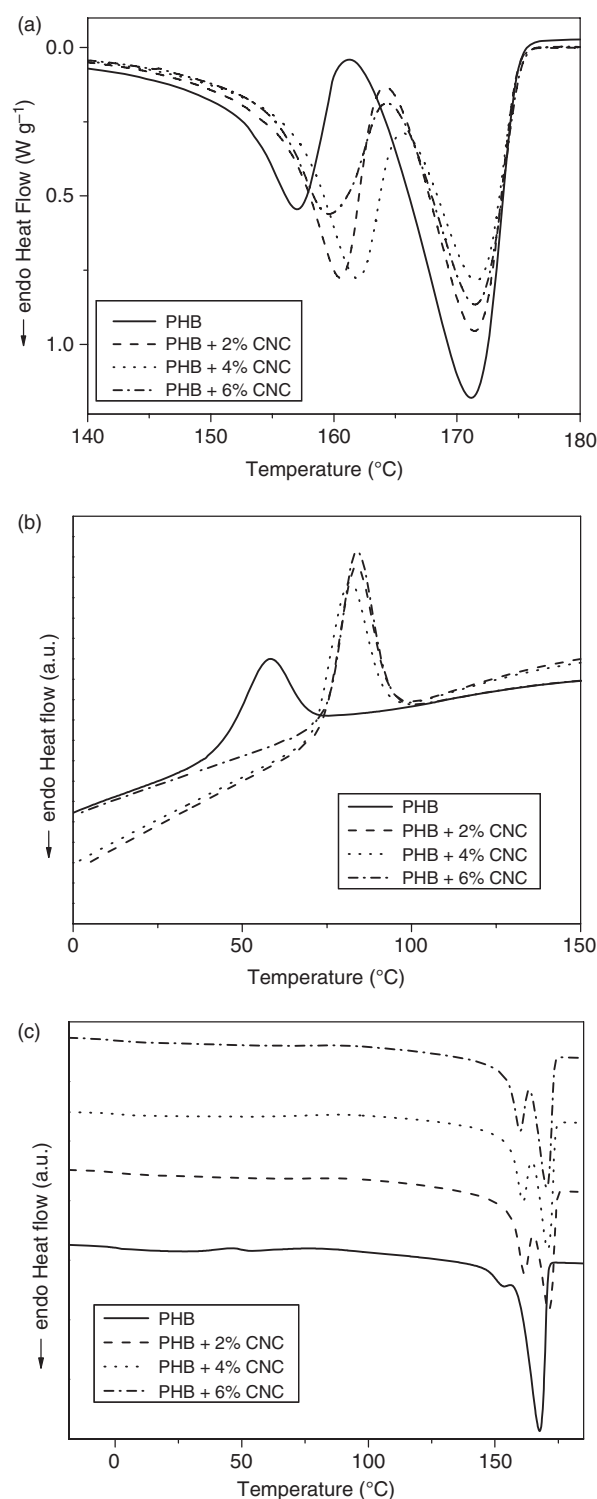 (a)
0.0
0.5
1.0
endo Heat Flow (W g⁻¹)
PHB
PHB + 2% CNC
PHB + 4% CNC
PHB + 6% CNC
140 150 160 170 180
Temperature (°C)
(b)
endo Heat flow (a.u.)
PHB
PHB + 2% CNC
PHB + 4% CNC
PHB + 6% CNC
0 50 100 150
Temperature (°C)
(c)
endo Heat flow (a.u.)
PHB
PHB + 2% CNC
PHB + 4% CNC
PHB + 6% CNC
0 50 100 150
Temperature (°C)